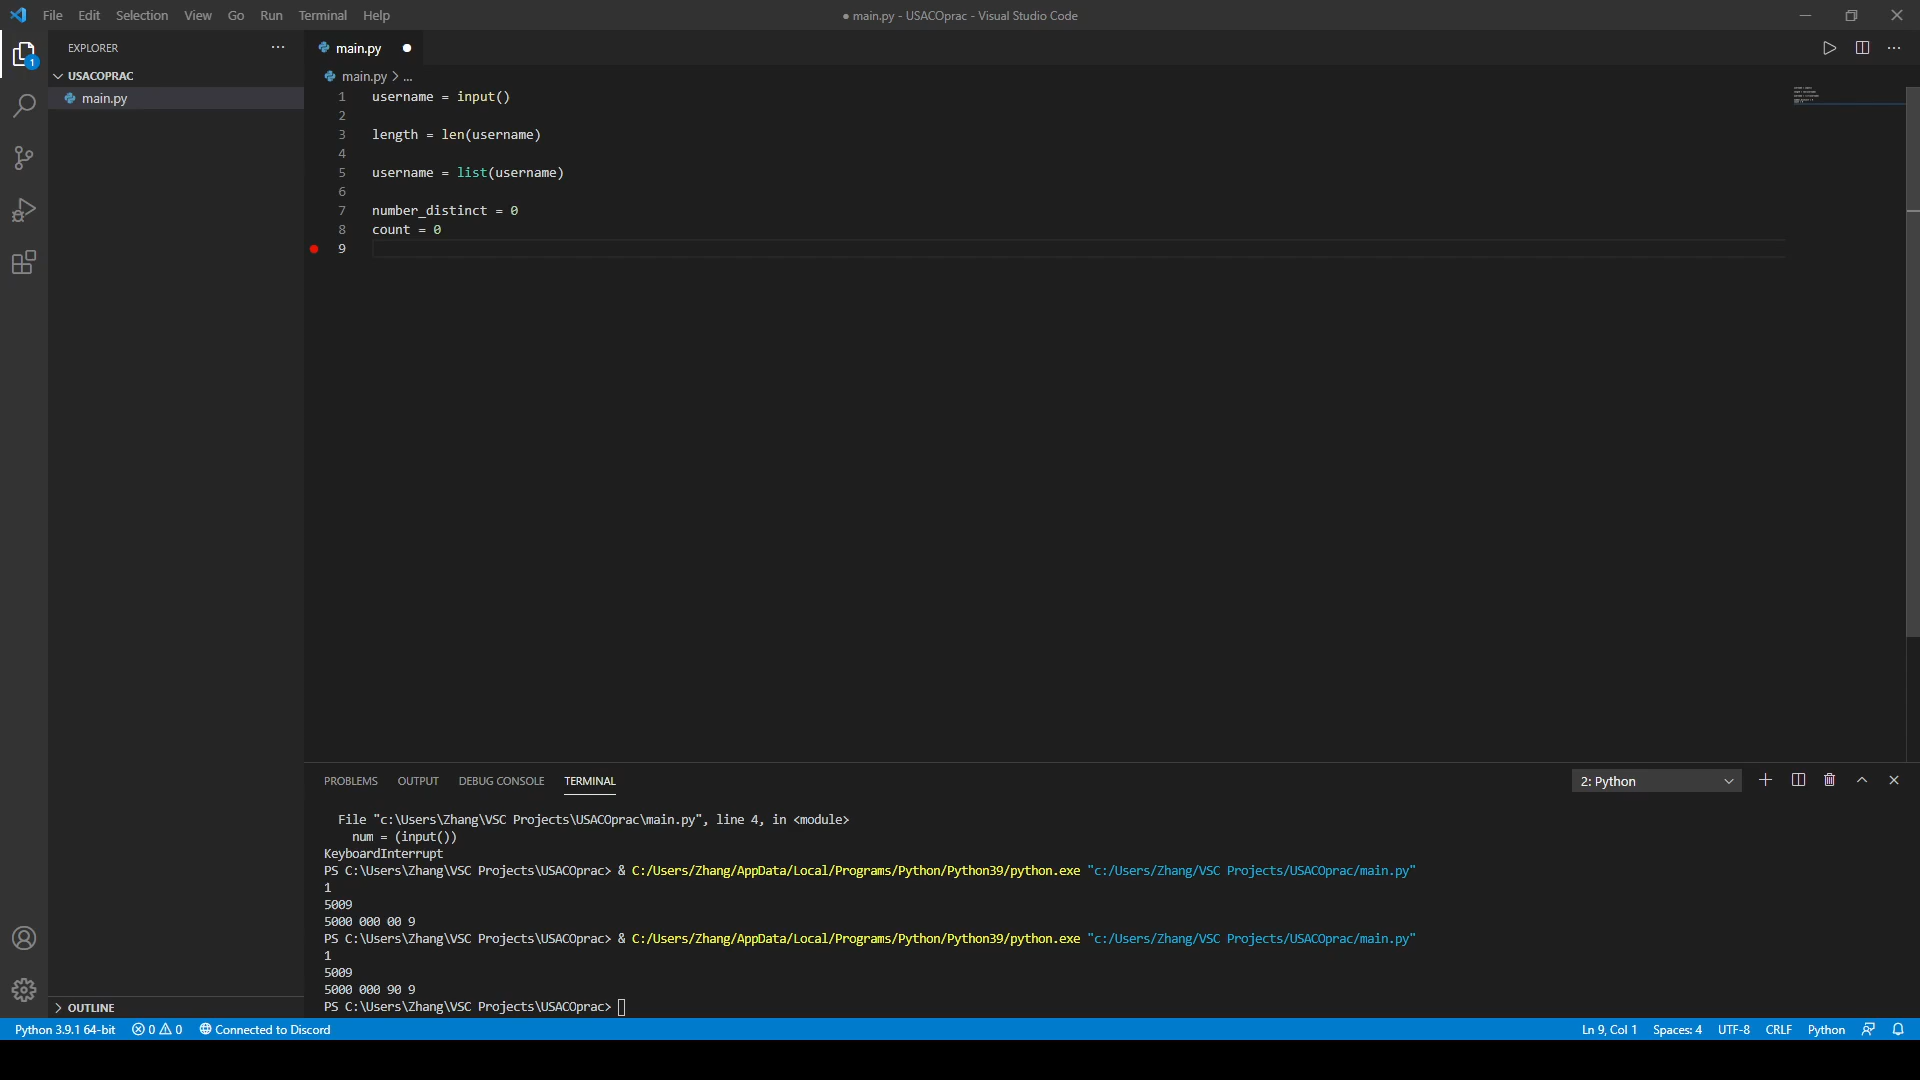 File Edit Selection View Go Run Terminal Help
● main.py - USACOprac - Visual Studio Code
EXPLORER
1
USACOPRAC
main.py
OUTLINE
main.py
main.py > ...
1 username = input()
2
3 length = len(username)
4
5 username = list(username)
6
7 number_distinct = 0
8 count = 0
9
PROBLEMS OUTPUT DEBUG CONSOLE TERMINAL
2: Python
File "c:\Users\Zhang\VSC Projects\USACOprac\main.py", line 4, in <module>
num = (input())
KeyboardInterrupt
PS C:\Users\Zhang\VSC Projects\USACOprac> & C:/Users/Zhang/AppData/Local/Programs/Python/Python39/python.exe "c:/Users/Zhang/VSC Projects/USACOprac/main.py"
1
5009
5000 000 00 9
PS C:\Users\Zhang\VSC Projects\USACOprac> & C:/Users/Zhang/AppData/Local/Programs/Python/Python39/python.exe "c:/Users/Zhang/VSC Projects/USACOprac/main.py"
1
5009
5000 000 90 9
PS C:\Users\Zhang\VSC Projects\USACOprac>
Python 3.9.1 64-bit 0 0 Connected to Discord
Ln 9, Col 1 Spaces: 4 UTF-8 CRLF Python